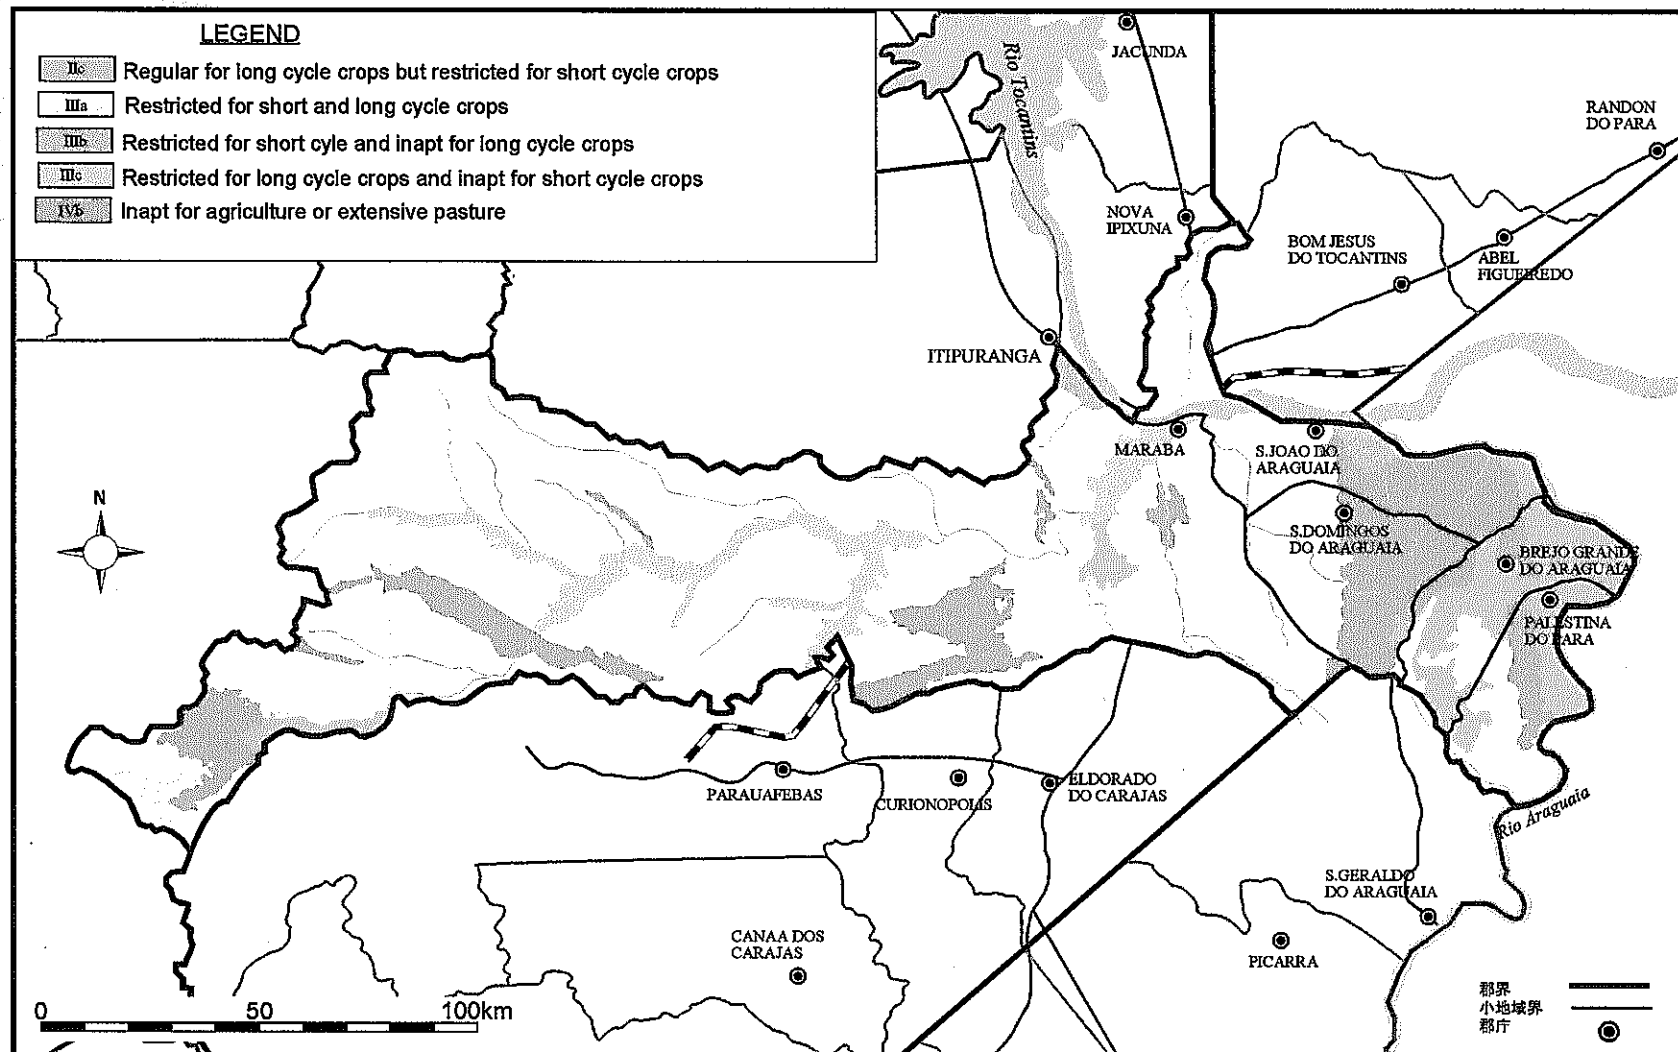 LEGEND
IIc Regular for long cycle crops but restricted for short cycle crops
IIIa Restricted for short and long cycle crops
IIIb Restricted for short cyle and inapt for long cycle crops
IIIc Restricted for long cycle crops and inapt for short cycle crops
IVb Inapt for agriculture or extensive pasture
JACUNDA
Rio Tocantins
RANDON
DO PARA
NOVA
IPIXUNA
BOM JESUS
DO TOCANTINS
ABEL
FIGUEIREDO
ITIPURANGA
MARABA
S.JOAO DO
ARAGUAIA
N
S.DOMINGOS
DO ARAGUAIA
BREJO GRANDE
DO ARAGUAIA
PALESTINA
DO PARA
PARAUAFEBAS
CURIONOPOLIS
ELDORADO
DO CARAJAS
Rio Araguaia
S.GERALDO
DO ARAGUAIA
CANAA DOS
CARAJAS
PICARRA
0 50 100km
郡界
小地域界
郡庁